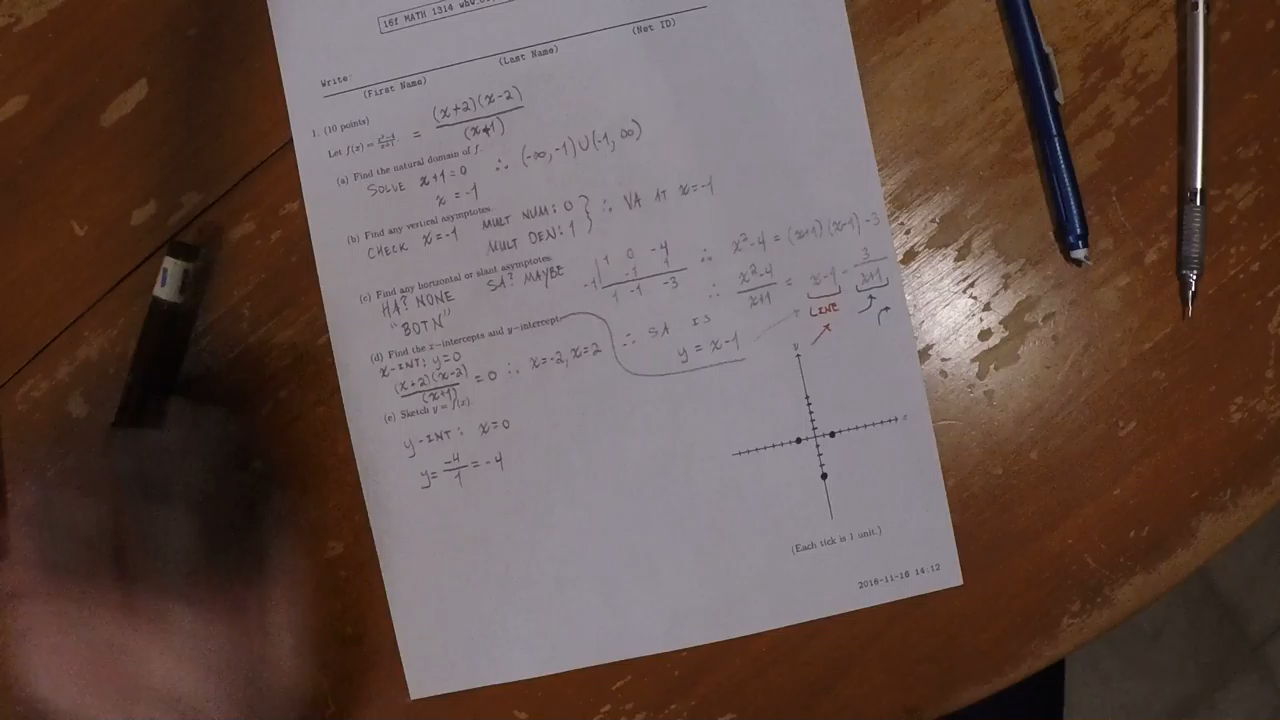 16f MATH 1314
Write:
(First Name) (Last Name) (Net ID)
1. (10 points)
Let f(x) = x²-4/x+1 = (x+2)(x-2)/(x+1)
(a) Find the natural domain of f.
SOLVE x+1=0 ∴ (-∞,-1)∪(-1,∞)
x=-1
(b) Find any vertical asymptotes.
CHECK x=-1 MULT NUM: 0 } ∴ VA AT x=-1
MULT DEN: 1
(c) Find any horizontal or slant asymptotes.
HA? NONE SA? MAYBE
"BOTN"
-1| 1 0 -4
-1 1
1 -1 -3
∴ x²-4 = (x+1)(x-1)-3
∴ x²-4/x+1 = x-1 - 3/x+1
LINE
∴ SA IS
y = x-1
(d) Find the x-intercepts and y-intercept.
x-INT: y=0
(x+2)(x-2)/(x+1) = 0 ∴ x=-2, x=2
(e) Sketch y = f(x)
y-INT: x=0
y = -4/1 = -4
(Each tick is 1 unit.)
2016-11-16 14:12